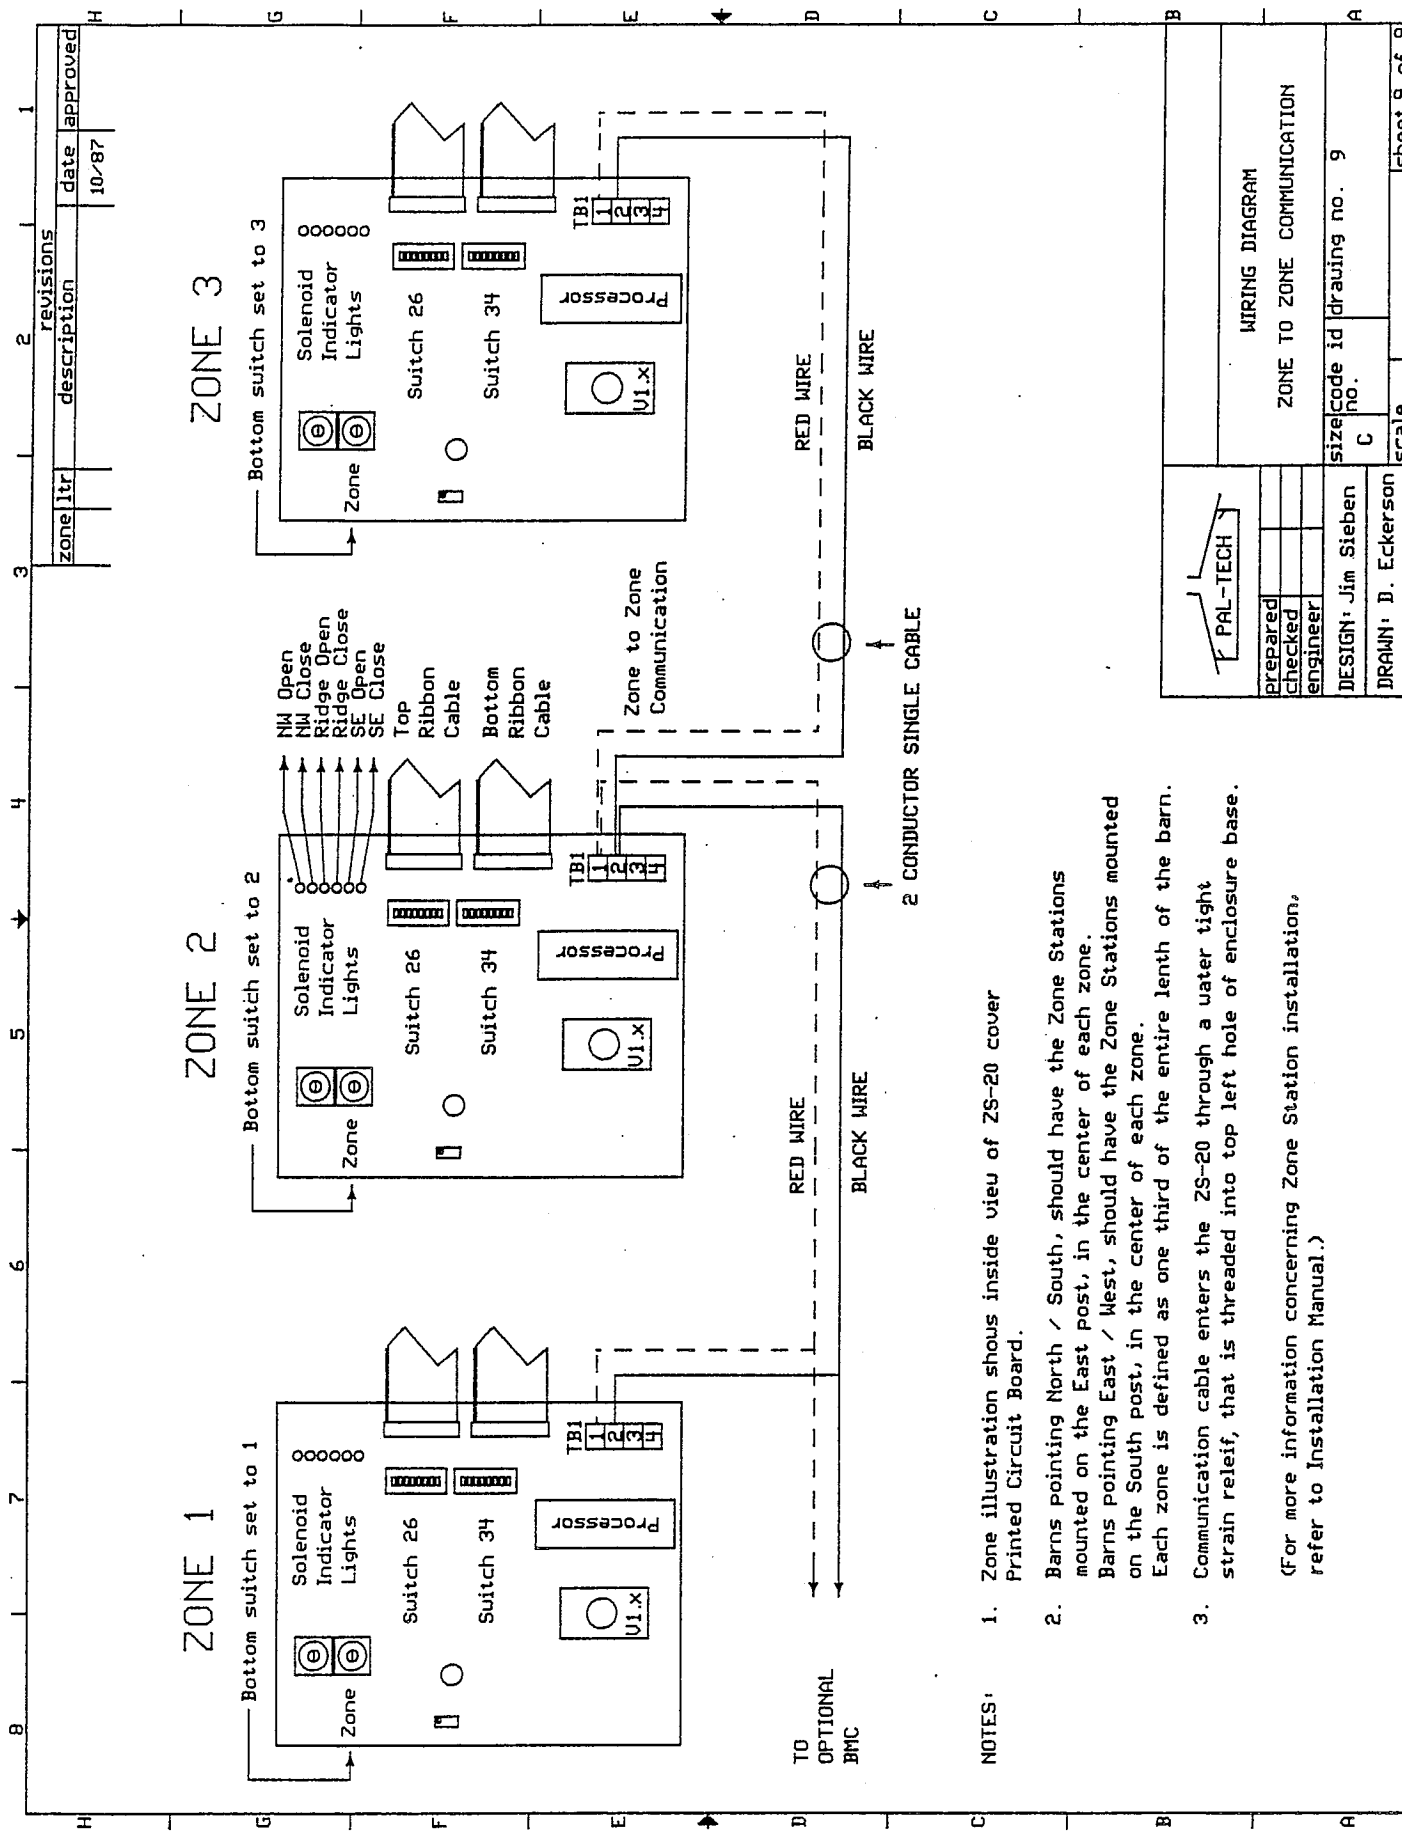 8 7 6 5 4 3 2 1
H
G
F
E
D
C
B
A
H
G
F
E
D
C
B
A
revisions
zone ltr description date approved
10/87
ZONE 1
Bottom switch set to 1
Zone
Solenoid
Indicator
Lights
Switch 26
Switch 34
V1.x
Processor
TB1
1
2
3
4
ZONE 2
Bottom switch set to 2
Zone
Solenoid
Indicator
Lights
NW Open
NW Close
Ridge Open
Ridge Close
SE Open
SE Close
Top
Ribbon
Cable
Bottom
Ribbon
Cable
Switch 26
Switch 34
V1.x
Processor
TB1
1
2
3
4
Zone to Zone
Communication
ZONE 3
Bottom switch set to 3
Zone
Solenoid
Indicator
Lights
Switch 26
Switch 34
V1.x
Processor
TB1
1
2
3
4
RED WIRE
BLACK WIRE
RED WIRE
BLACK WIRE
2 CONDUCTOR SINGLE CABLE
TO
OPTIONAL
BMC
NOTES:
1. Zone illustration shows inside view of ZS-20 cover
Printed Circuit Board.
2. Barns pointing North / South, should have the Zone Stations
mounted on the East post, in the center of each zone.
Barns pointing East / West, should have the Zone Stations mounted
on the South post, in the center of each zone.
Each zone is defined as one third of the entire lenth of the barn.
3. Communication cable enters the ZS-20 through a water tight
strain releif, that is threaded into top left hole of enclosure base.
(For more information concerning Zone Station installation,
refer to Installation Manual.)
PAL-TECH
prepared
checked
engineer
DESIGN: Jim Sieben
DRAWN: D. Eckerson
WIRING DIAGRAM
ZONE TO ZONE COMMUNICATION
size code id drawing no. 9
C no.
scale sheet 9 of 9